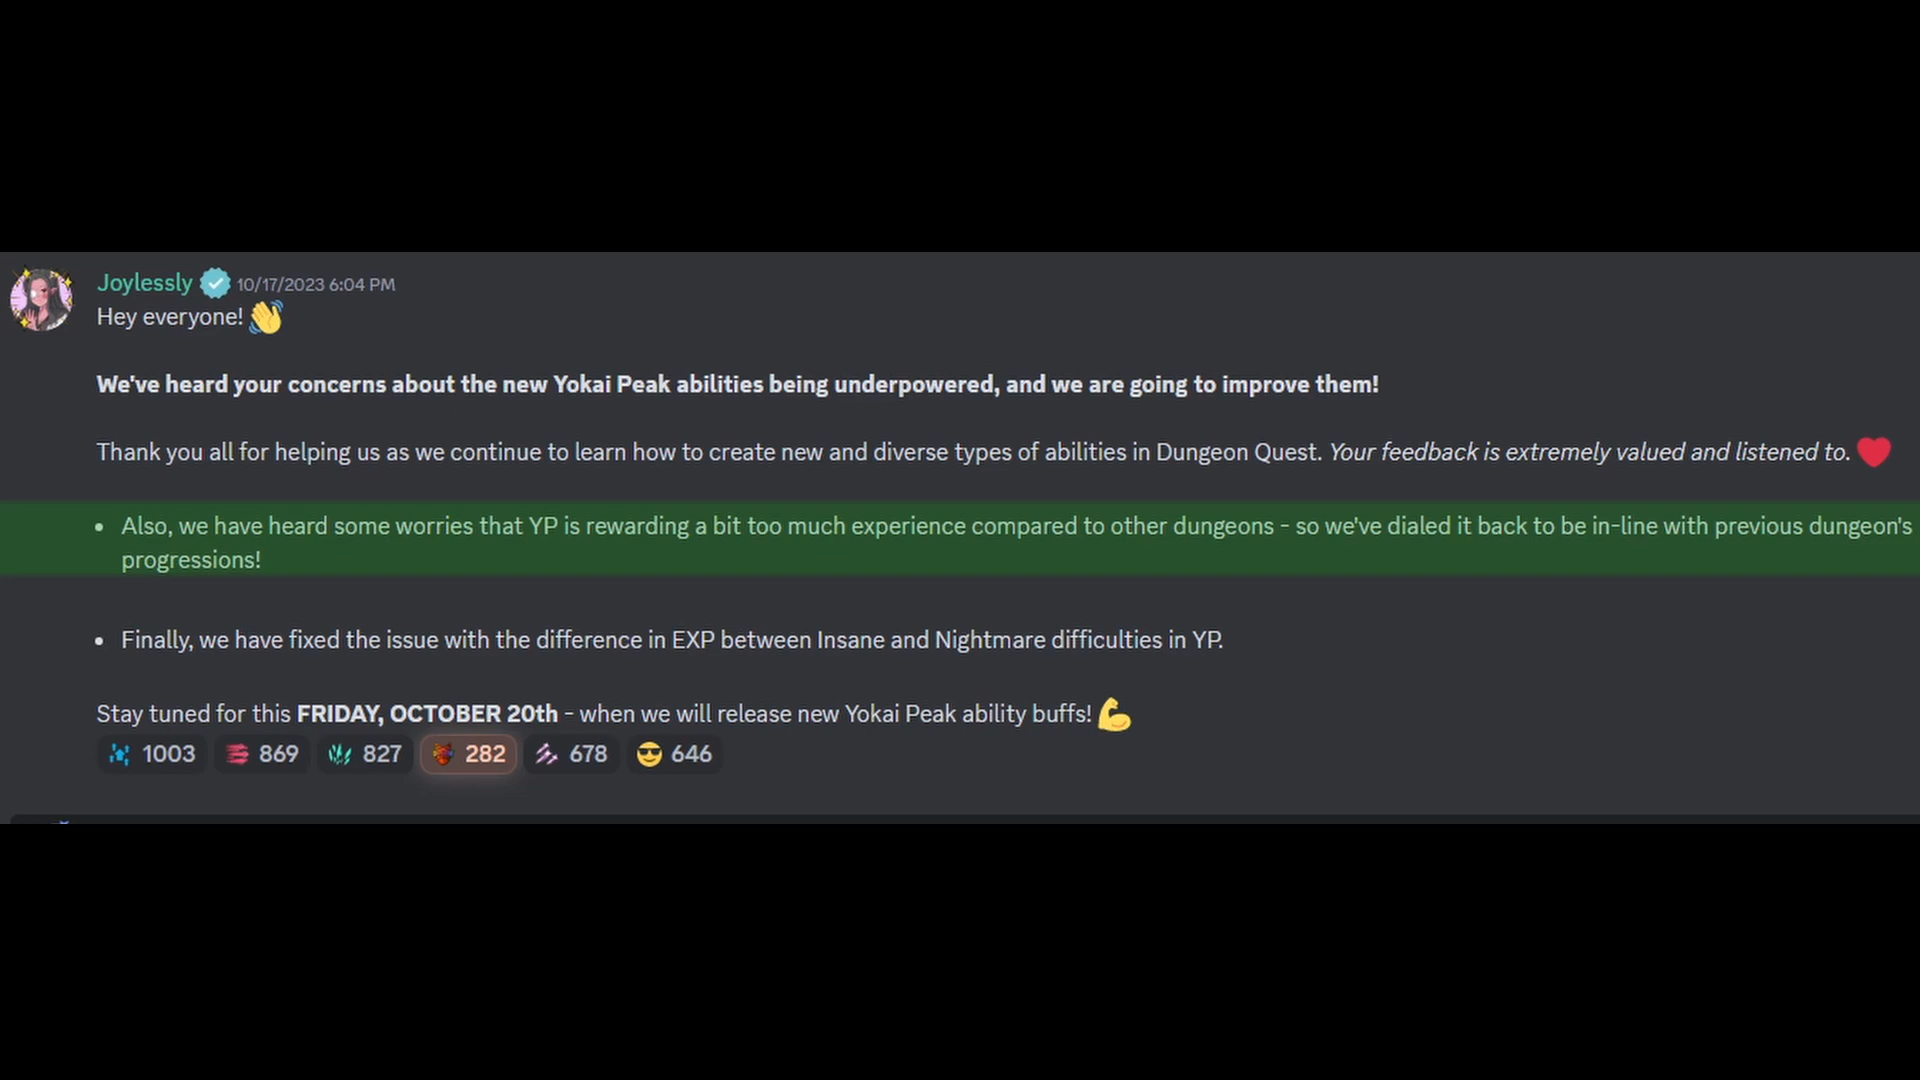 Joylessly 10/17/2023 6:04 PM
Hey everyone! 👋
We've heard your concerns about the new Yokai Peak abilities being underpowered, and we are going to improve them!
Thank you all for helping us as we continue to learn how to create new and diverse types of abilities in Dungeon Quest. Your feedback is extremely valued and listened to. ❤️
• Also, we have heard some worries that YP is rewarding a bit too much experience compared to other dungeons - so we've dialed it back to be in-line with previous dungeon's
progressions!
• Finally, we have fixed the issue with the difference in EXP between Insane and Nightmare difficulties in YP.
Stay tuned for this FRIDAY, OCTOBER 20th - when we will release new Yokai Peak ability buffs! 💪
1003 869 827 282 678 😎 646